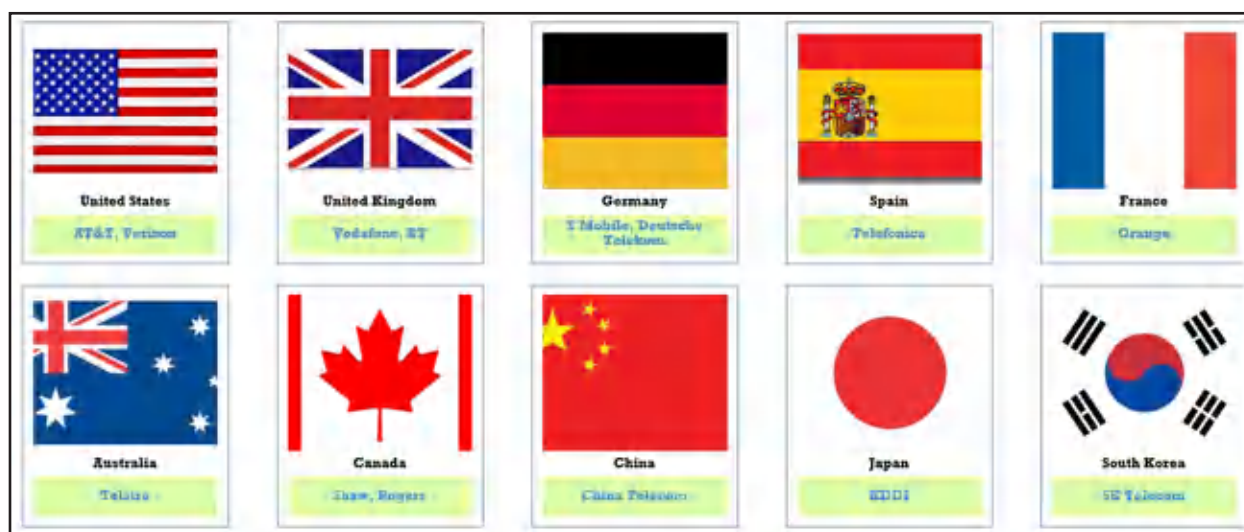 United States
AT&T, Verizon
United Kingdom
Vodafone, BT
Germany
T Mobile, Deutsche
Telekom
Spain
Telefonica
France
Orange
Australia
Telstra
Canada
Shaw, Rogers
China
China Telecom
Japan
KDDI
South Korea
SK Telecom